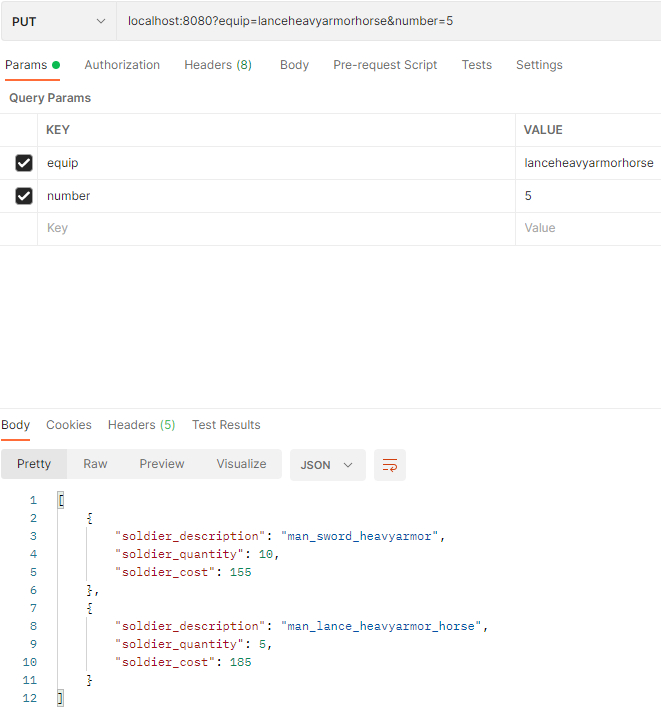 PUT localhost:8080?equip=lanceheavyarmorhorse&number=5
Params Authorization Headers (8) Body Pre-request Script Tests Settings
Query Params
KEY VALUE
equip lanceheavyarmorhorse
number 5
Key Value
Body Cookies Headers (5) Test Results
Pretty Raw Preview Visualize JSON
1 [
2 {
3 "soldier_description": "man_sword_heavyarmor",
4 "soldier_quantity": 10,
5 "soldier_cost": 155
6 },
7 {
8 "soldier_description": "man_lance_heavyarmor_horse",
9 "soldier_quantity": 5,
10 "soldier_cost": 185
11 }
12 ]